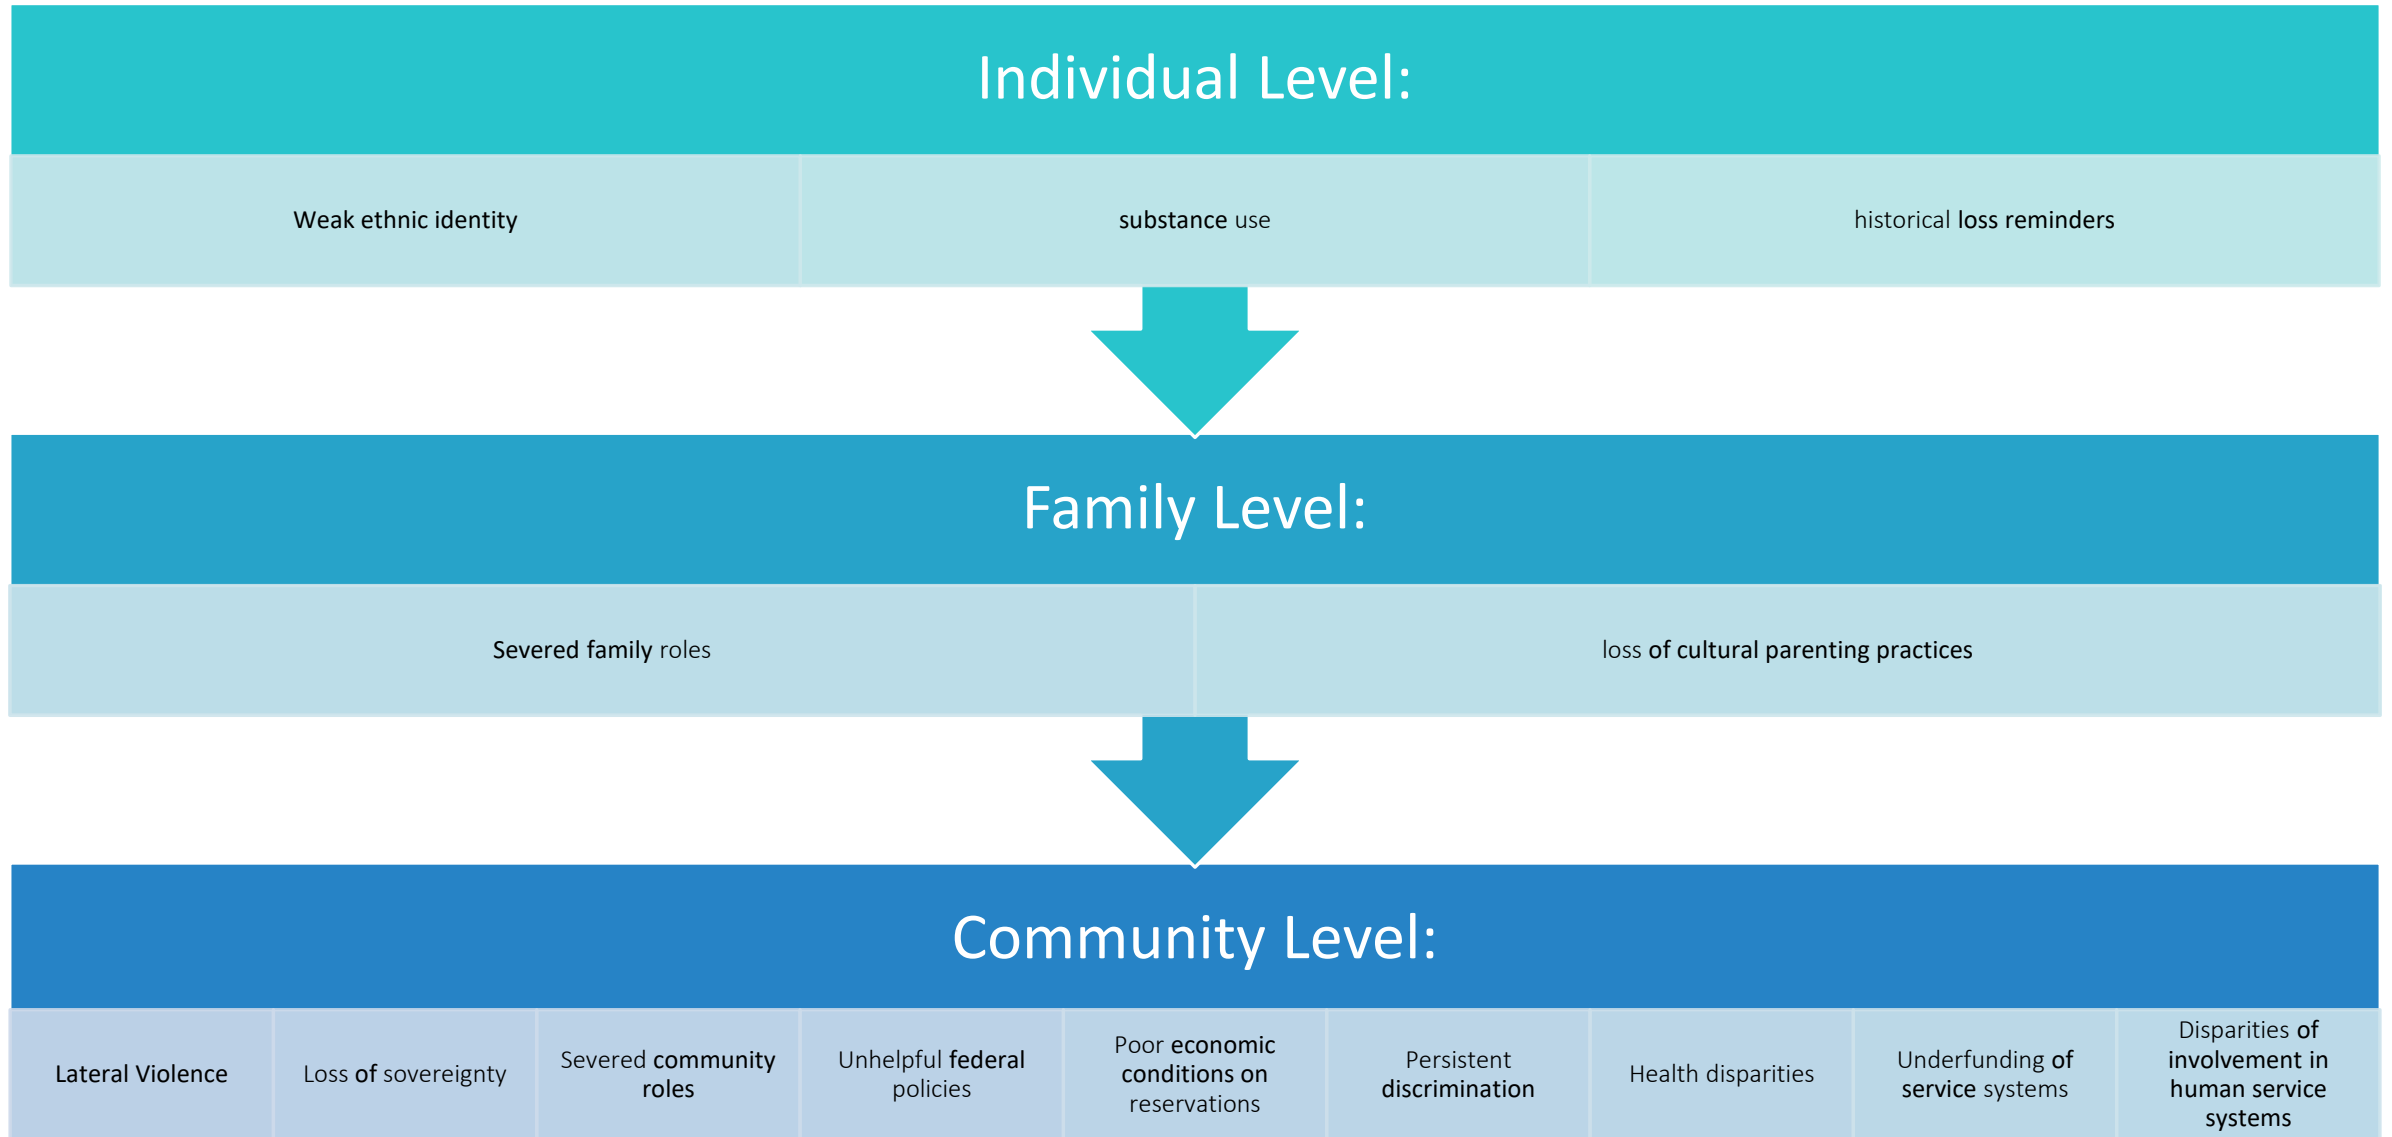 Individual Level:
Weak ethnic identity
substance use
historical loss reminders
Family Level:
Severed family roles
loss of cultural parenting practices
Community Level:
Lateral Violence
Loss of sovereignty
Severed community
roles
Unhelpful federal
policies
Poor economic
conditions on
reservations
Persistent
discrimination
Health disparities
Underfunding of
service systems
Disparities of
involvement in
human service
systems